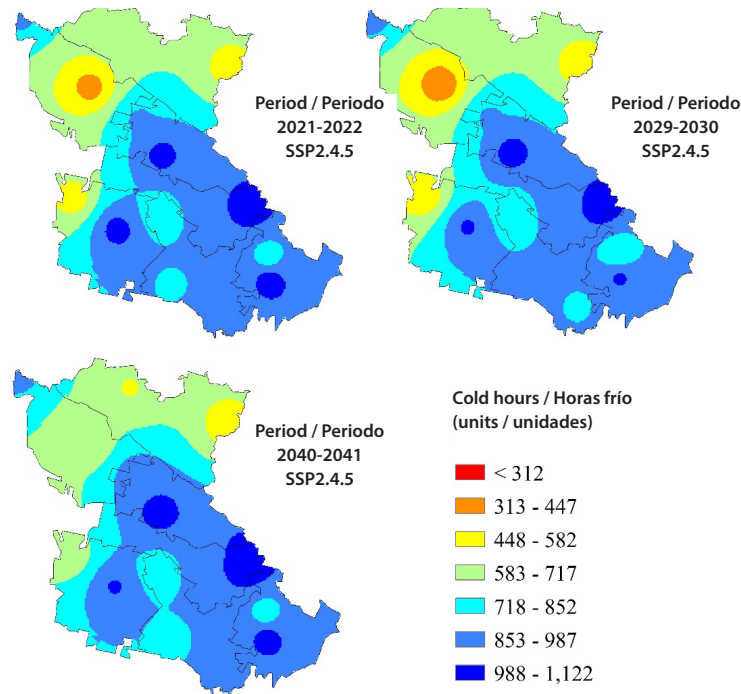 Period / Periodo
2021-2022
SSP2.4.5
Period / Periodo
2029-2030
SSP2.4.5
Period / Periodo
2040-2041
SSP2.4.5
Cold hours / Horas frío
(units / unidades)
< 312
313 - 447
448 - 582
583 - 717
718 - 852
853 - 987
988 - 1,122